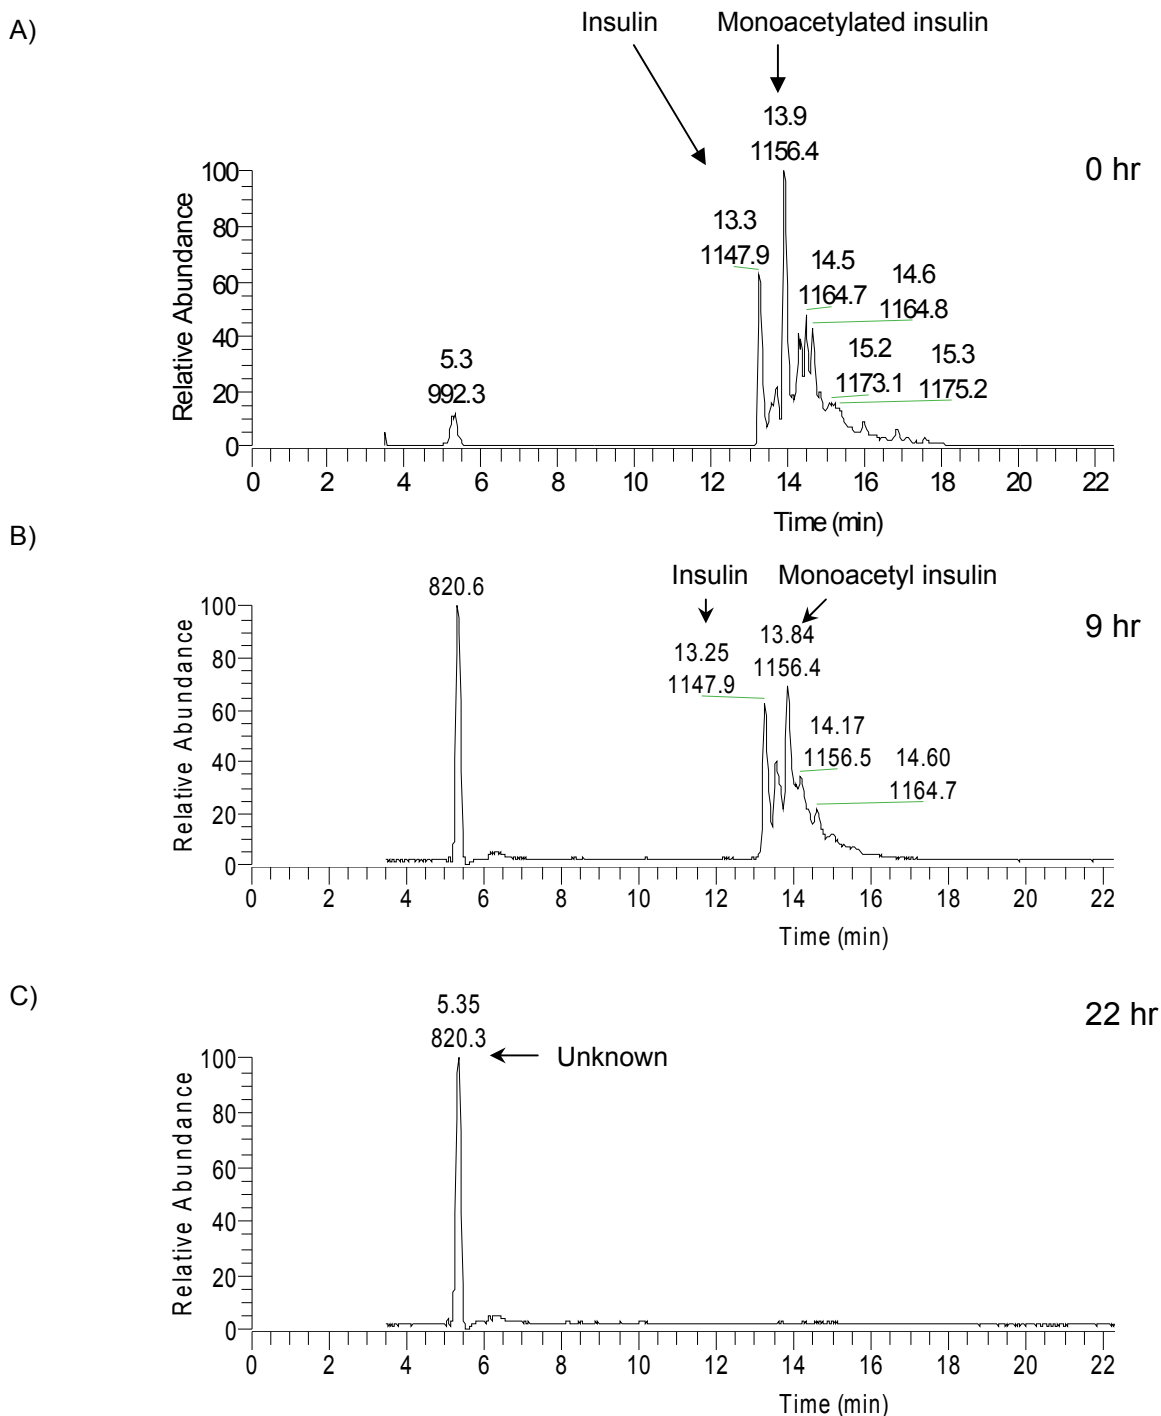 A)
Insulin
Monoacetylated insulin
0 hr
13.9
1156.4
13.3
1147.9
14.5
1164.7
14.6
1164.8
15.2
1173.1
15.3
1175.2
5.3
992.3
Relative Abundance
100
80
60
40
20
0
0 2 4 6 8 10 12 14 16 18 20 22
Time (min)
B)
Insulin
Monoacetyl insulin
9 hr
820.6
13.25
1147.9
13.84
1156.4
14.17
1156.5
14.60
1164.7
Relative Abundance
100
80
60
40
20
0
0 2 4 6 8 10 12 14 16 18 20 22
Time (min)
C)
22 hr
5.35
820.3
Unknown
Relative Abundance
100
80
60
40
20
0
0 2 4 6 8 10 12 14 16 18 20 22
Time (min)